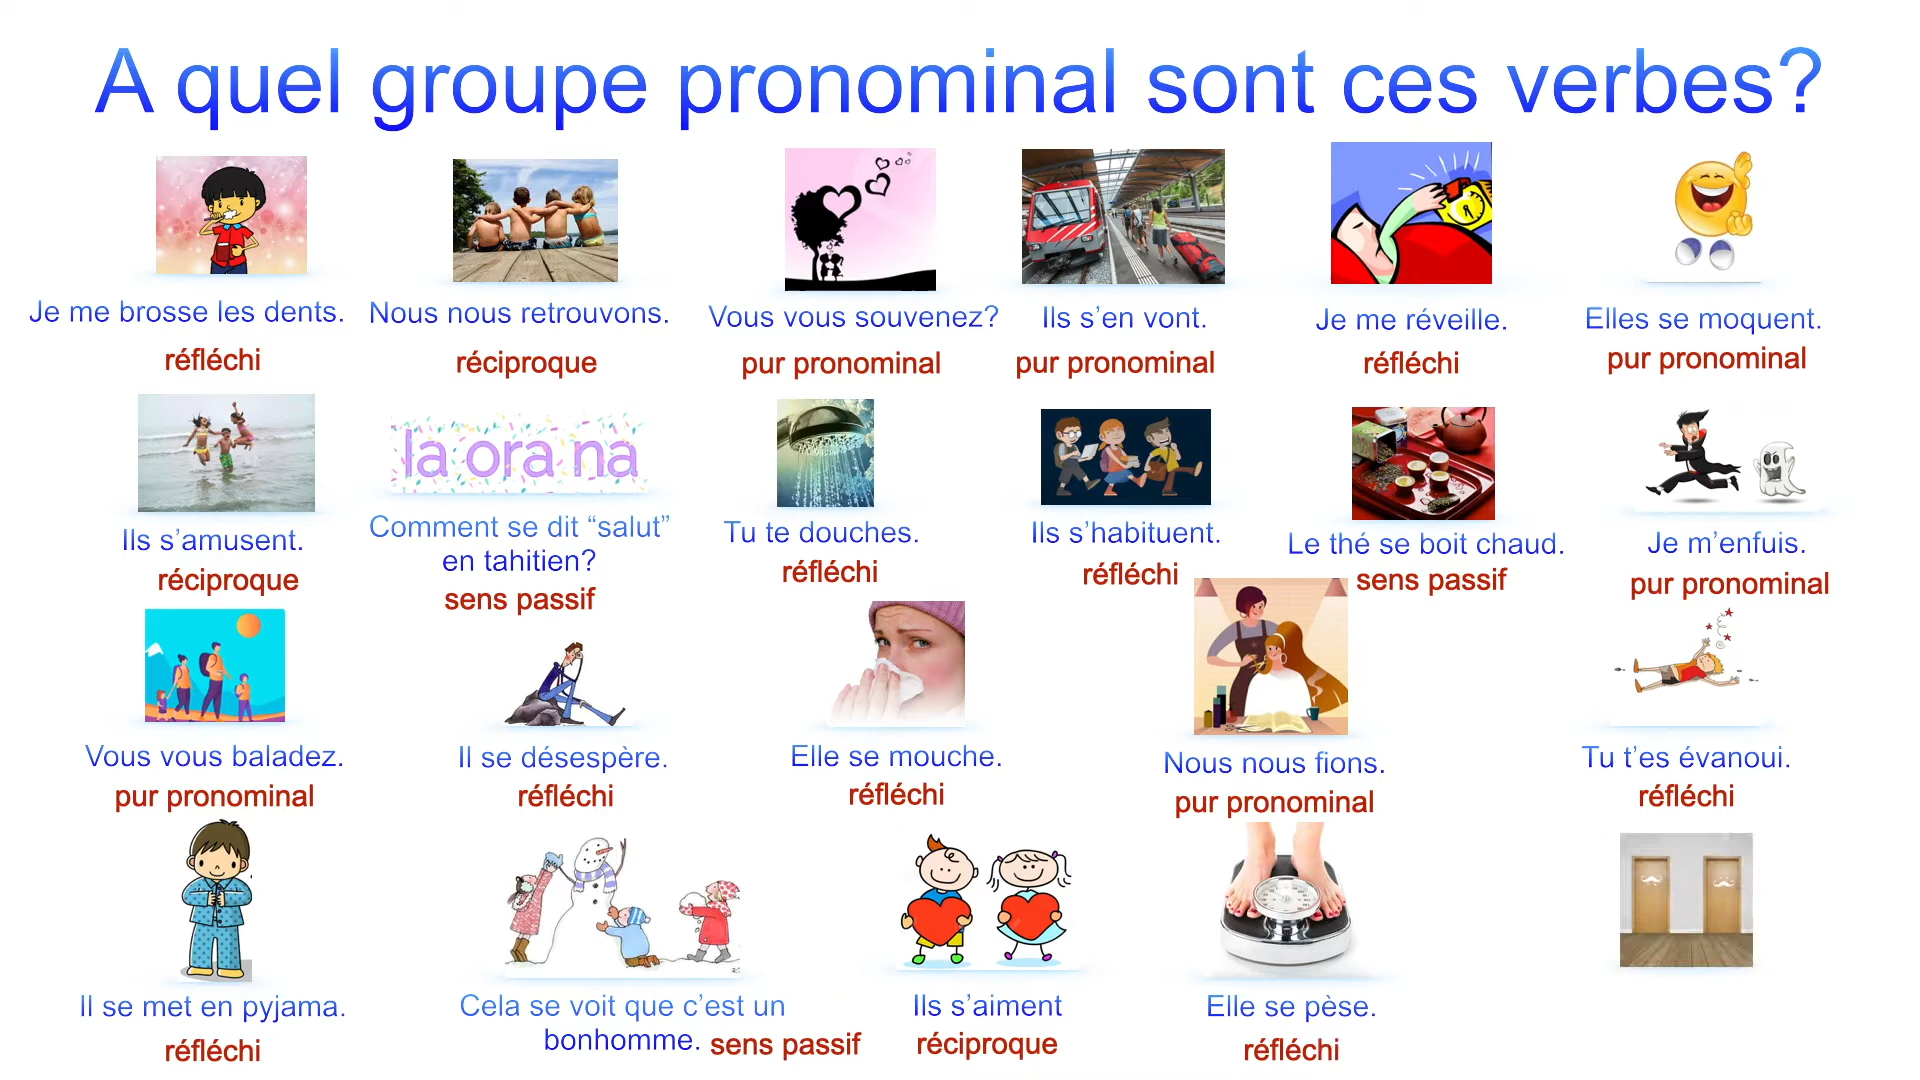 A quel groupe pronominal sont ces verbes?
Je me brosse les dents.
réfléchi
Nous nous retrouvons.
réciproque
Vous vous souvenez?
pur pronominal
Ils s’en vont.
pur pronominal
Je me réveille.
réfléchi
Elles se moquent.
pur pronominal
Ils s’amusent.
réciproque
Ia ora na
Comment se dit “salut”
en tahitien?
sens passif
Tu te douches.
réfléchi
Ils s’habituent.
réfléchi
Le thé se boit chaud.
sens passif
Je m’enfuis.
pur pronominal
Vous vous baladez.
pur pronominal
Il se désespère.
réfléchi
Elle se mouche.
réfléchi
Nous nous fions.
pur pronominal
Tu t’es évanoui.
réfléchi
Il se met en pyjama.
réfléchi
Cela se voit que c’est un
bonhomme. sens passif
Ils s’aiment
réciproque
Elle se pèse.
réfléchi